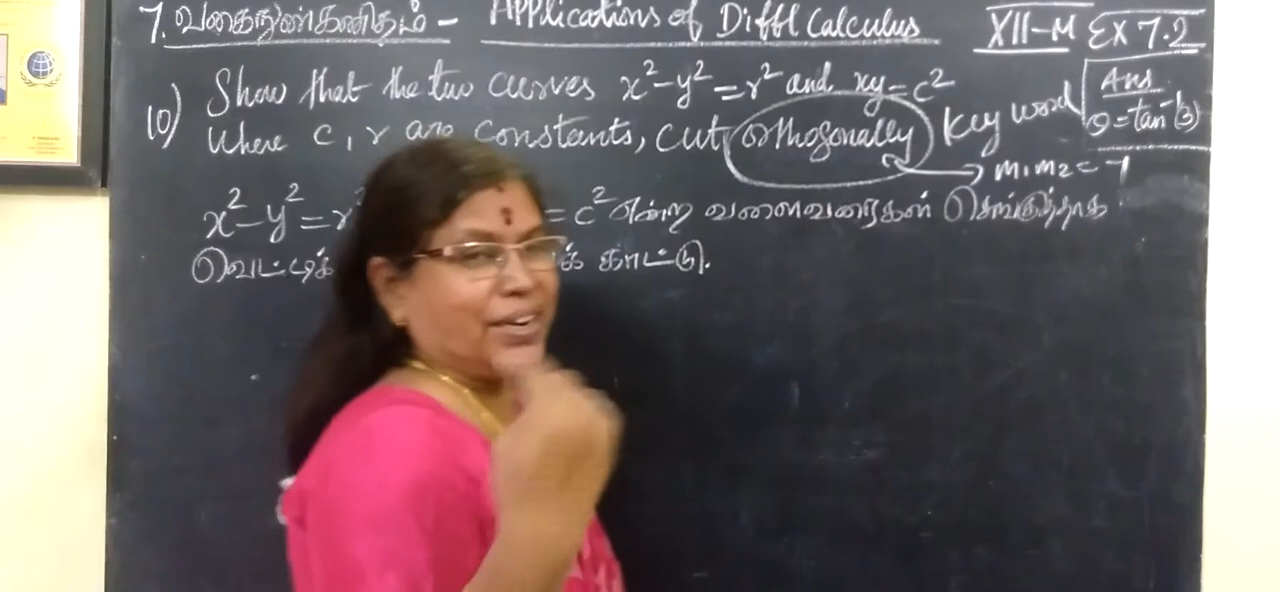 7. வகைநுண்கணிதம் - Applications of Diffl Calculus XII-M EX 7.2
10) Show that the two curves x²-y²=r² and xy=c²
Where c, r are constants, cut orthogonally Key word
Ans
θ=tan⁻¹(3)
m₁m₂=-1
x²-y²=r² =c² என்ற வளைவரைகள் செங்குத்தாக
வெட்டிக் க் காட்டு.